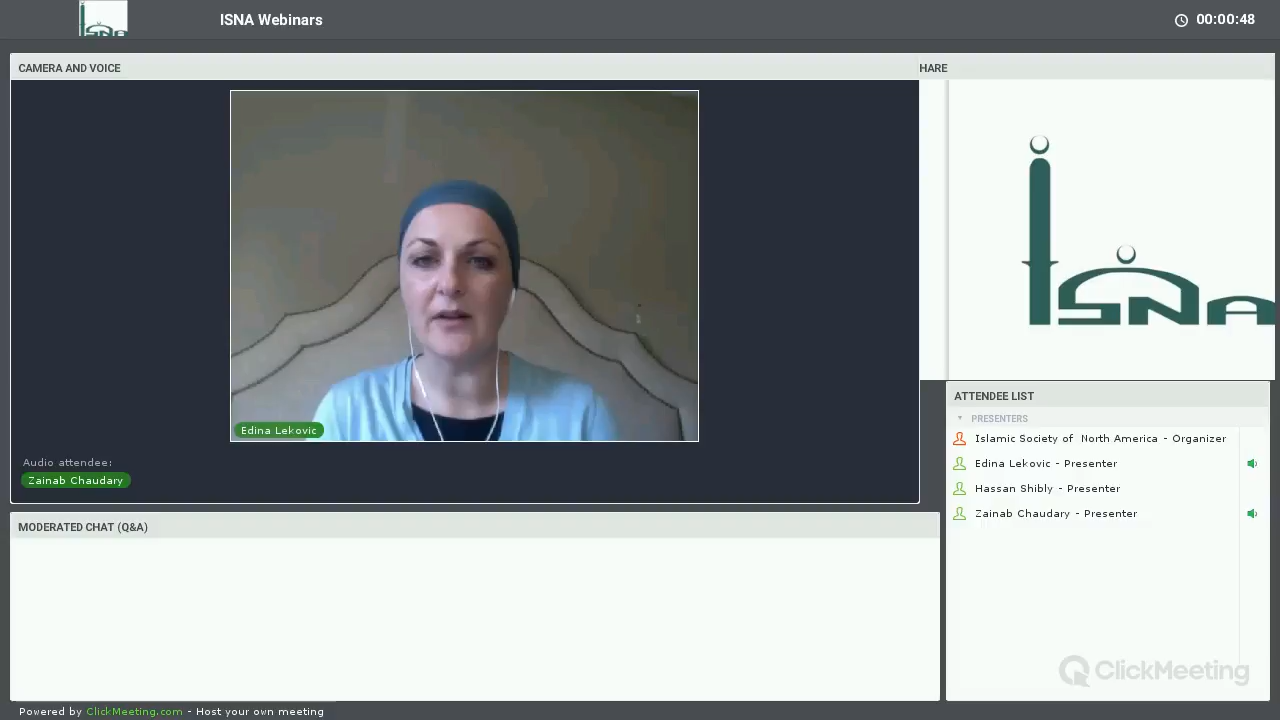 ISNA Webinars
00:00:48
CAMERA AND VOICE
HARE
Edina Lekovic
Audio attendee:
Zainab Chaudary
ISNA
ATTENDEE LIST
PRESENTERS
Islamic Society of North America - Organizer
Edina Lekovic - Presenter
Hassan Shibly - Presenter
Zainab Chaudary - Presenter
MODERATED CHAT (Q&A)
ClickMeeting
Powered by ClickMeeting.com - Host your own meeting